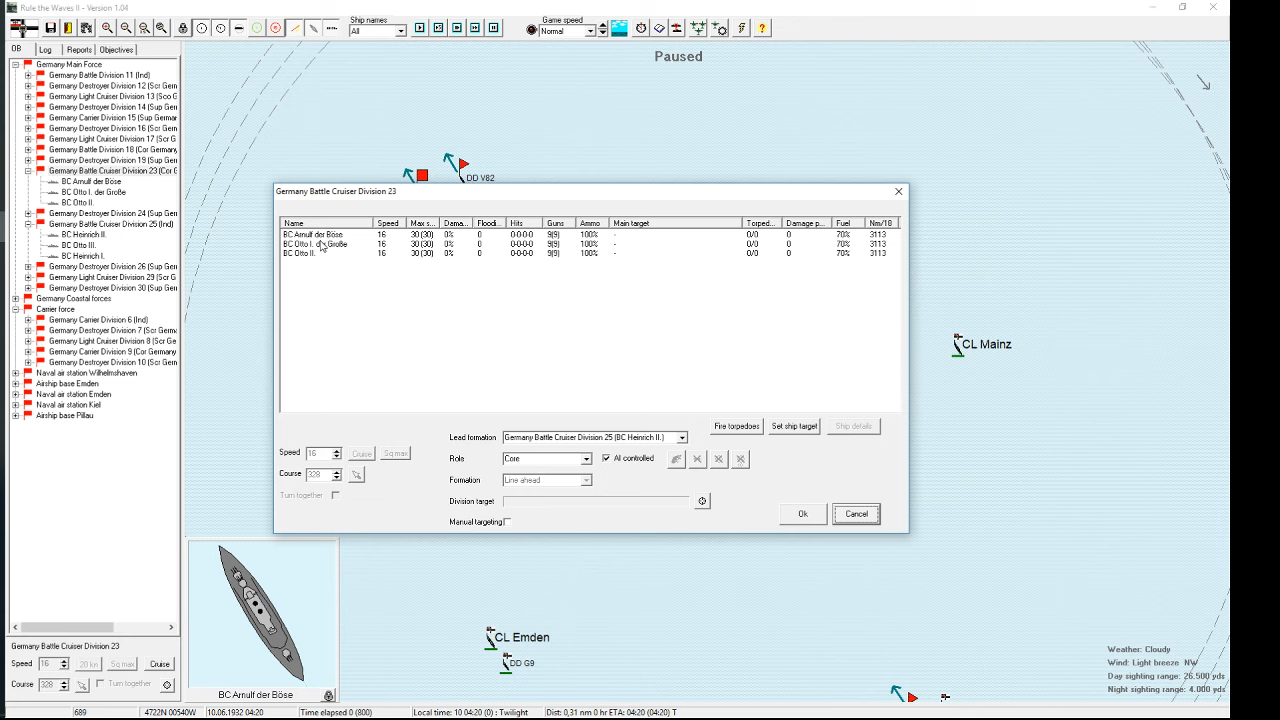 Rule the Waves II - Version 1.04
Ship names
All
Game speed
Normal
OB Log Reports Objectives
Paused
Germany Main Force
Germany Battle Division 11 (Ind)
Germany Destroyer Division 12 (Scr Gern
Germany Light Cruiser Division 13 (Sco G
Germany Destroyer Division 14 (Sup Gern
Germany Carrier Division 15 (Sup German
Germany Destroyer Division 16 (Scr Gern
Germany Light Cruiser Division 17 (Scr G
Germany Battle Division 18 (Cor Germany
Germany Destroyer Division 19 (Sup Gern
Germany Battle Cruiser Division 23 (Cor G
BC Arnulf der Böse
BC Otto I. der Große
BC Otto II.
Germany Destroyer Division 24 (Sup Gern
Germany Battle Cruiser Division 25 (Ind)
BC Heinrich II.
BC Otto III.
BC Heinrich I.
Germany Destroyer Division 26 (Sup Gern
Germany Light Cruiser Division 29 (Scr G
Germany Destroyer Division 30 (Sup Gern
Germany Coastal forces
Carrier force
Germany Carrier Division 6 (Ind)
Germany Destroyer Division 7 (Scr Germa
Germany Light Cruiser Division 8 (Scr Ge
Germany Carrier Division 9 (Cor Germany
Germany Destroyer Division 10 (Scr Gern
Naval air station Wilhelmshaven
Airship base Emden
Naval air station Emden
Naval air station Kiel
Airship base Pillau
DD V82
Germany Battle Cruiser Division 23
Name Speed Max s... Dama... Floodi... Hits Guns Ammo Main target Torped... Damage p... Fuel Nm/18
BC Arnulf der Böse 16 30 (30) 0% 0 0-0-0-0 9(9) 100% - 0/0 0 70% 3113
BC Otto I. d Große 16 30 (30) 0% 0 0-0-0-0 9(9) 100% - 0/0 0 70% 3113
BC Otto II. 16 30 (30) 0% 0 0-0-0-0 9(9) 100% - 0/0 0 70% 3113
Fire torpedoes Set ship target Ship details
Lead formation Germany Battle Cruiser Division 25 (BC Heinrich II.)
Speed 16 Cruise Sq max
Role Core AI controlled
Course 328
Formation Line ahead
Turn together
Division target
Manual targeting
Ok Cancel
CL Mainz
CL Emden
DD G9
Germany Battle Cruiser Division 23
Speed 16 20 kn Sq max Cruise
Course 328 Turn together
BC Arnulf der Böse
Weather: Cloudy
Wind: Light breeze NW
Day sighting range: 26.500 yds
Night sighting range: 4.000 yds
689 4722N 00540W 10.06.1932 04:20 Time elapsed 0 (800) Local time: 10 04:20 (0) : Twilight Dist: 0,31 nm 0 hr ETA: 04:20 (04:20) T